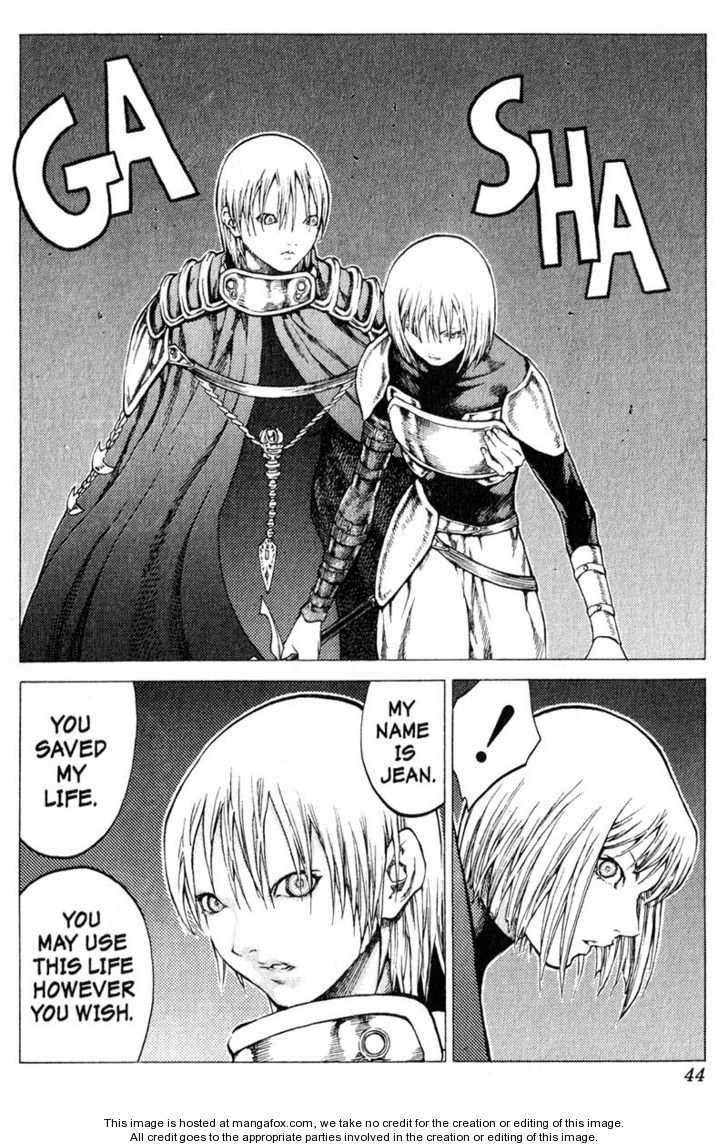 GA
SHA
!
MY
NAME
IS
JEAN.
YOU
SAVED
MY
LIFE.
YOU
MAY USE
THIS LIFE
HOWEVER
YOU WISH.
44
This image is hosted at mangafox.com, we take no credit for the creation or editing of this image.
All credit goes to the appropriate parties involved in the creation or editing of this image.